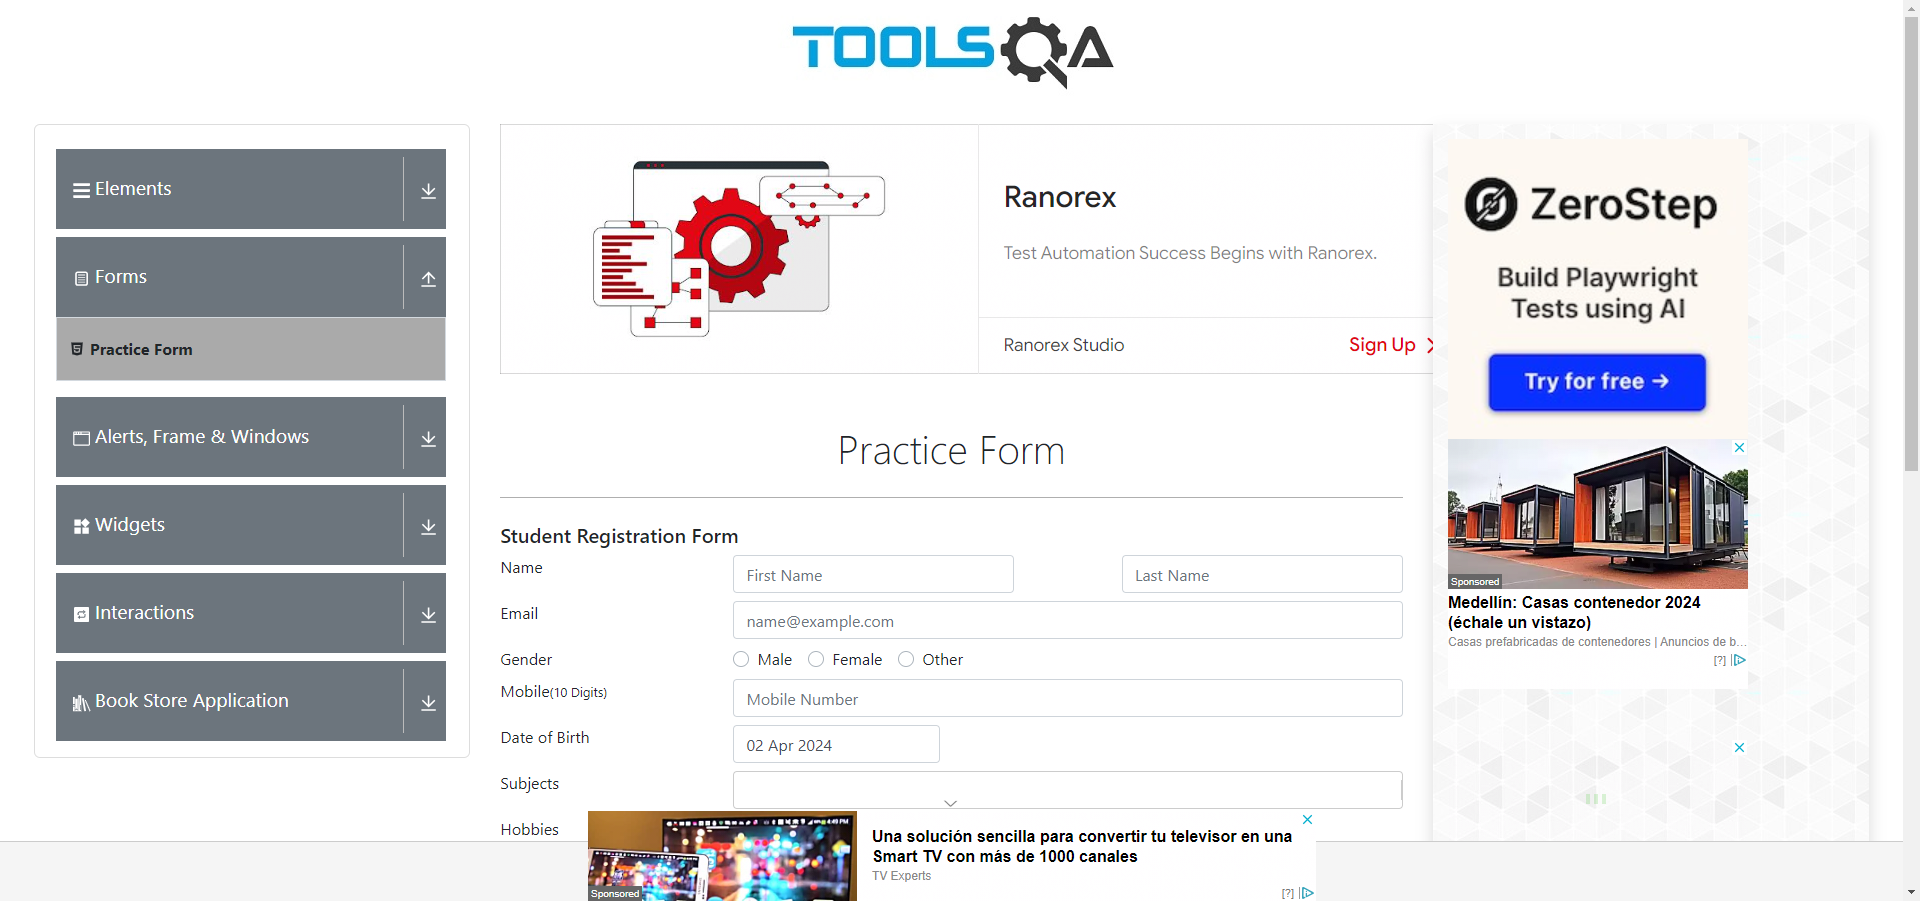 TOOLSQA
Elements
Forms
Practice Form
Alerts, Frame & Windows
Widgets
Interactions
Book Store Application
Ranorex
Test Automation Success Begins with Ranorex.
Ranorex Studio
Sign Up
ZeroStep
Build Playwright
Tests using AI
Try for free →
Sponsored
Medellín: Casas contenedor 2024
(échale un vistazo)
Casas prefabricadas de contenedores | Anuncios de b...
[?]
Practice Form
Student Registration Form
Name
First Name
Last Name
Email
name@example.com
Gender
Male
Female
Other
Mobile(10 Digits)
Mobile Number
Date of Birth
02 Apr 2024
Subjects
Hobbies
Una solución sencilla para convertir tu televisor en una
Smart TV con más de 1000 canales
TV Experts
Sponsored
[?]